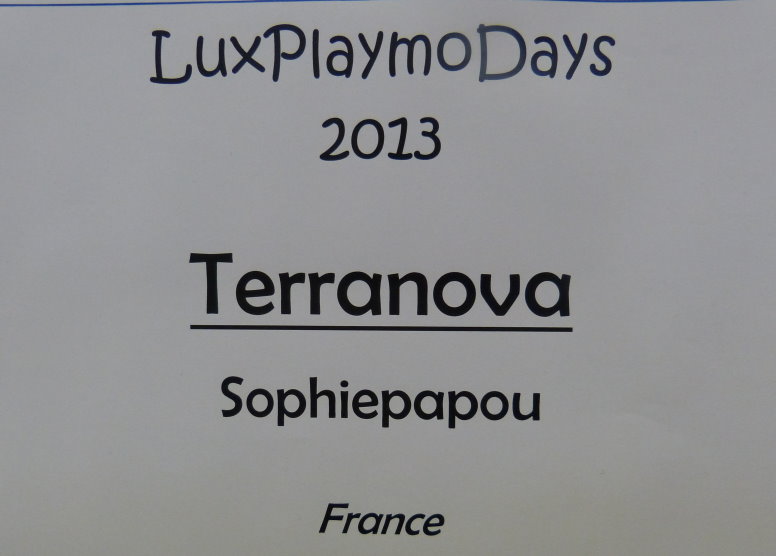 LuxPlaymoDays
2013
Terranova
Sophiepapou
France